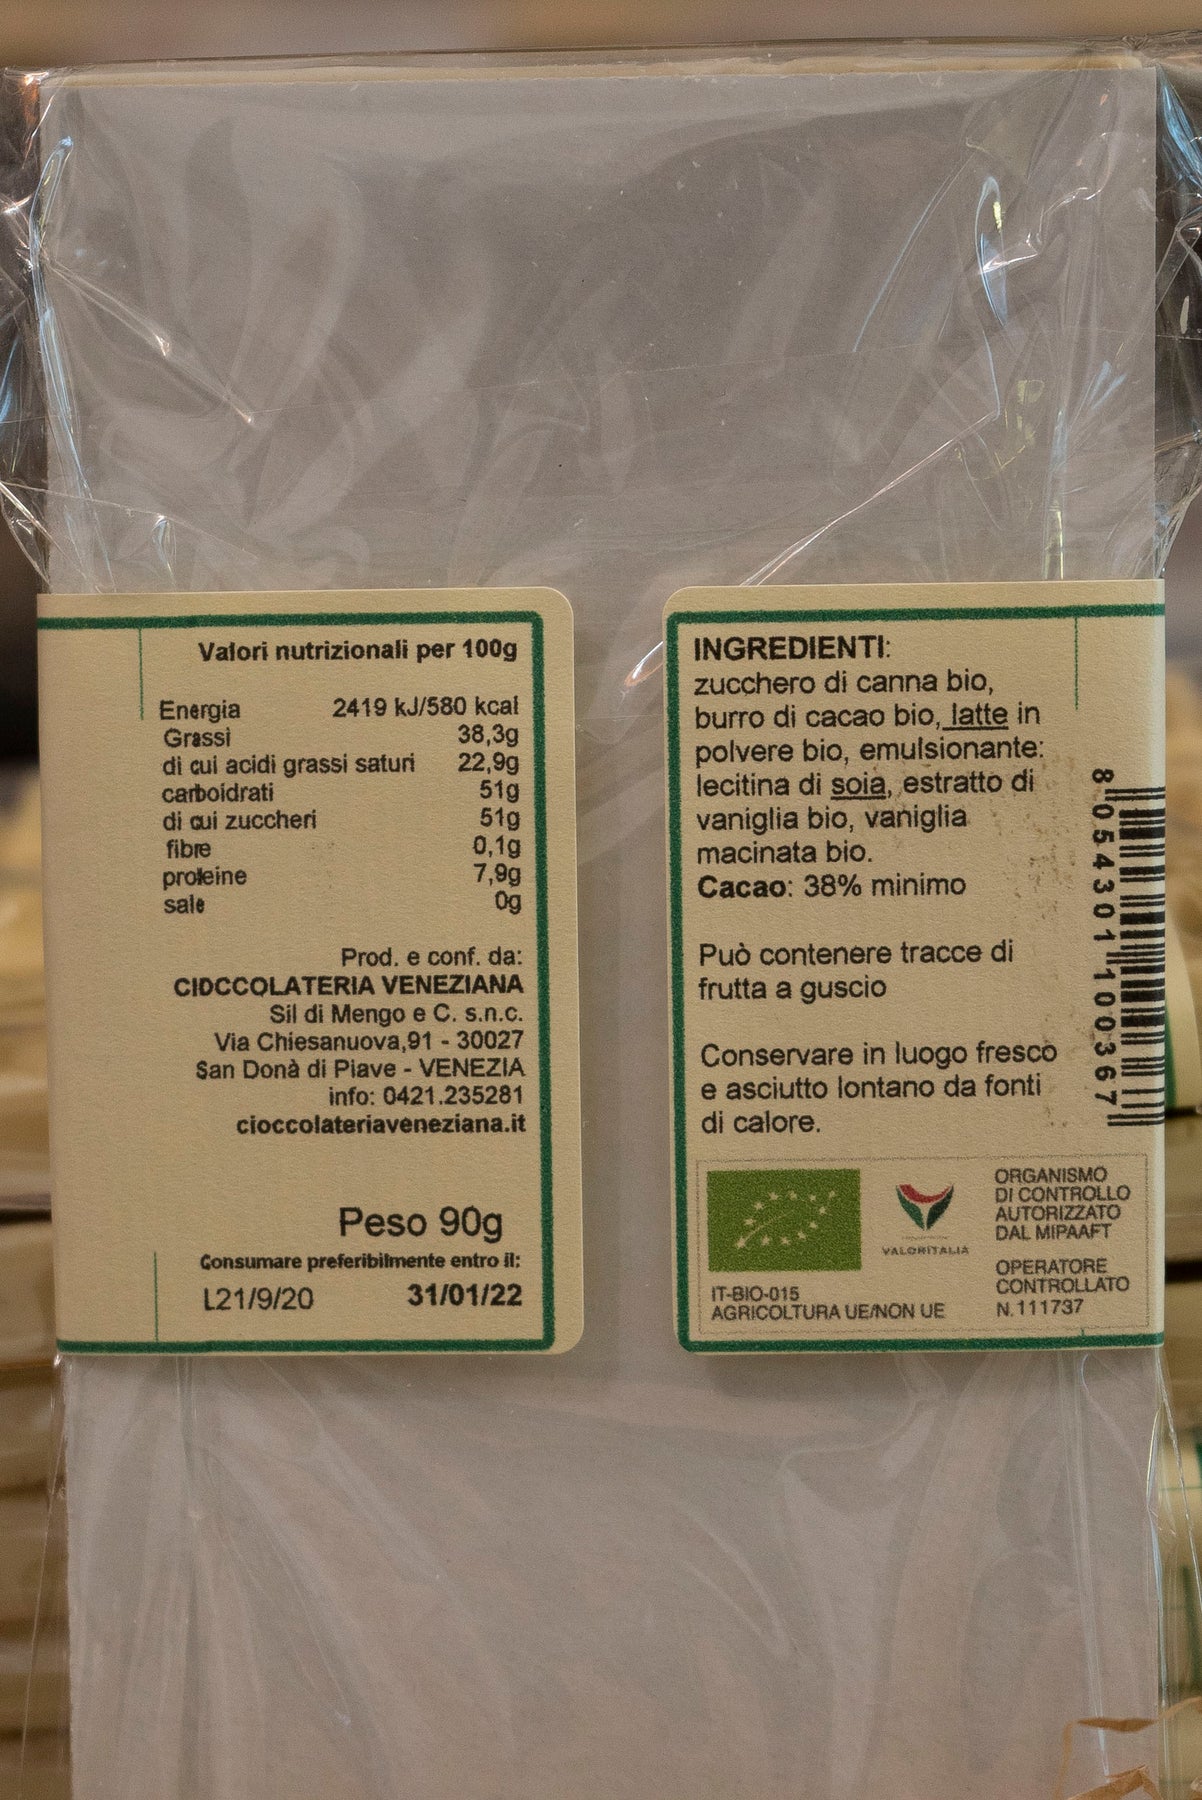 Valori nutrizionali per 100g
Energia 2419 kJ/580 kcal
Grassi 38,3g
di cui acidi grassi saturi 22,9g
carboidrati 51g
di cui zuccheri 51g
fibre 0,1g
proteine 7,9g
sale 0g
Prod. e conf. da:
CIOCCOLATERIA VENEZIANA
Sil di Mengo e C. s.n.c.
Via Chiesanuova,91 - 30027
San Donà di Piave - VENEZIA
info: 0421.235281
cioccolateriaveneziana.it
Peso 90g
Consumare preferibilmente entro il:
L21/9/20 31/01/22
INGREDIENTI:
zucchero di canna bio,
burro di cacao bio, latte in
polvere bio, emulsionante:
lecitina di soia, estratto di
vaniglia bio, vaniglia
macinata bio.
Cacao: 38% minimo
Può contenere tracce di
frutta a guscio
Conservare in luogo fresco
e asciutto lontano da fonti
di calore.
8054301100367
VALORITALIA
ORGANISMO
DI CONTROLLO
AUTORIZZATO
DAL MIPAAFT
OPERATORE
CONTROLLATO
N.111737
IT-BIO-015
AGRICOLTURA UE/NON UE